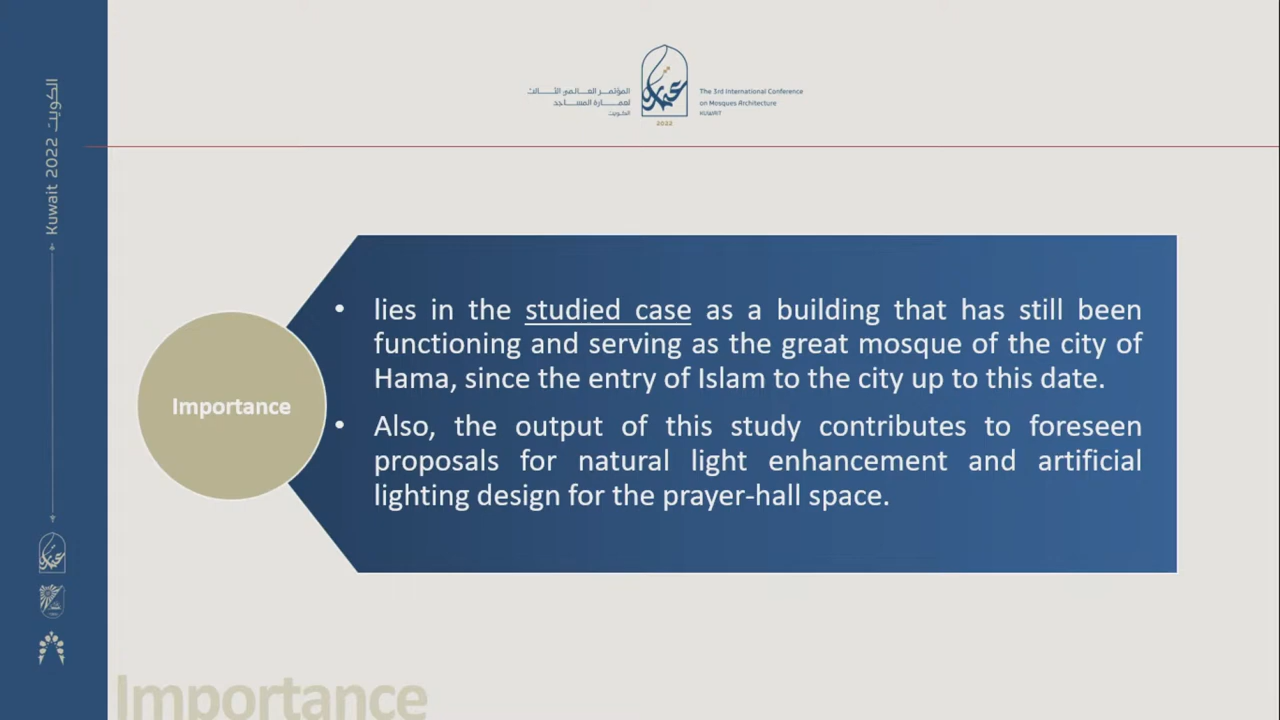 المؤتمر العالمي الثالث
لعمارة المساجد
الكويت
The 3rd International Conference
on Mosques Architecture
KUWAIT
2022
Kuwait 2022 الكويت
Importance
• lies in the studied case as a building that has still been
functioning and serving as the great mosque of the city of
Hama, since the entry of Islam to the city up to this date.
• Also, the output of this study contributes to foreseen
proposals for natural light enhancement and artificial
lighting design for the prayer-hall space.
Importance